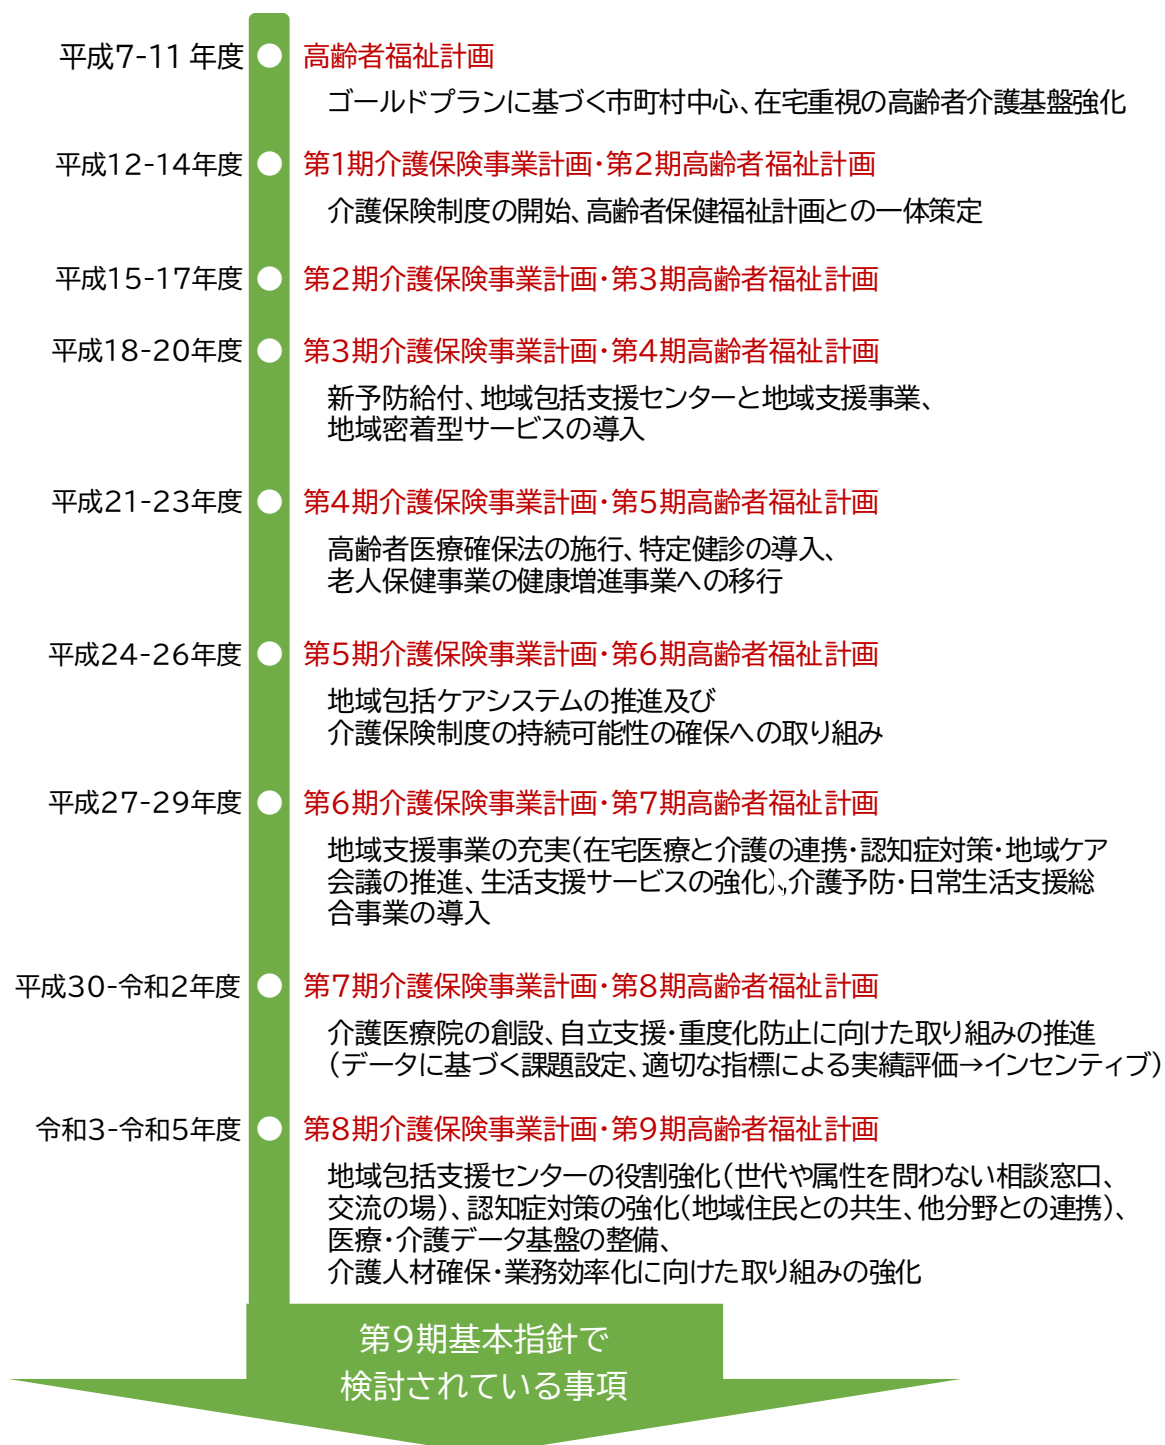 平成7-11年度
高齢者福祉計画
ゴールドプランに基づく市町村中心、在宅重視の高齢者介護基盤強化
平成12-14年度
第1期介護保険事業計画・第2期高齢者福祉計画
介護保険制度の開始、高齢者保健福祉計画との一体策定
平成15-17年度
第2期介護保険事業計画・第3期高齢者福祉計画
平成18-20年度
第3期介護保険事業計画・第4期高齢者福祉計画
新予防給付、地域包括支援センターと地域支援事業、
地域密着型サービスの導入
平成21-23年度
第4期介護保険事業計画・第5期高齢者福祉計画
高齢者医療確保法の施行、特定健診の導入、
老人保健事業の健康増進事業への移行
平成24-26年度
第5期介護保険事業計画・第6期高齢者福祉計画
地域包括ケアシステムの推進及び
介護保険制度の持続可能性の確保への取り組み
平成27-29年度
第6期介護保険事業計画・第7期高齢者福祉計画
地域支援事業の充実(在宅医療と介護の連携・認知症対策・地域ケア
会議の推進、生活支援サービスの強化)、介護予防・日常生活支援総
合事業の導入
平成30-令和2年度
第7期介護保険事業計画・第8期高齢者福祉計画
介護医療院の創設、自立支援・重度化防止に向けた取り組みの推進
(データに基づく課題設定、適切な指標による実績評価→インセンティブ)
令和3-令和5年度
第8期介護保険事業計画・第9期高齢者福祉計画
地域包括支援センターの役割強化(世代や属性を問わない相談窓口、
交流の場)、認知症対策の強化(地域住民との共生、他分野との連携)、
医療・介護データ基盤の整備、
介護人材確保・業務効率化に向けた取り組みの強化
第9期基本指針で
検討されている事項